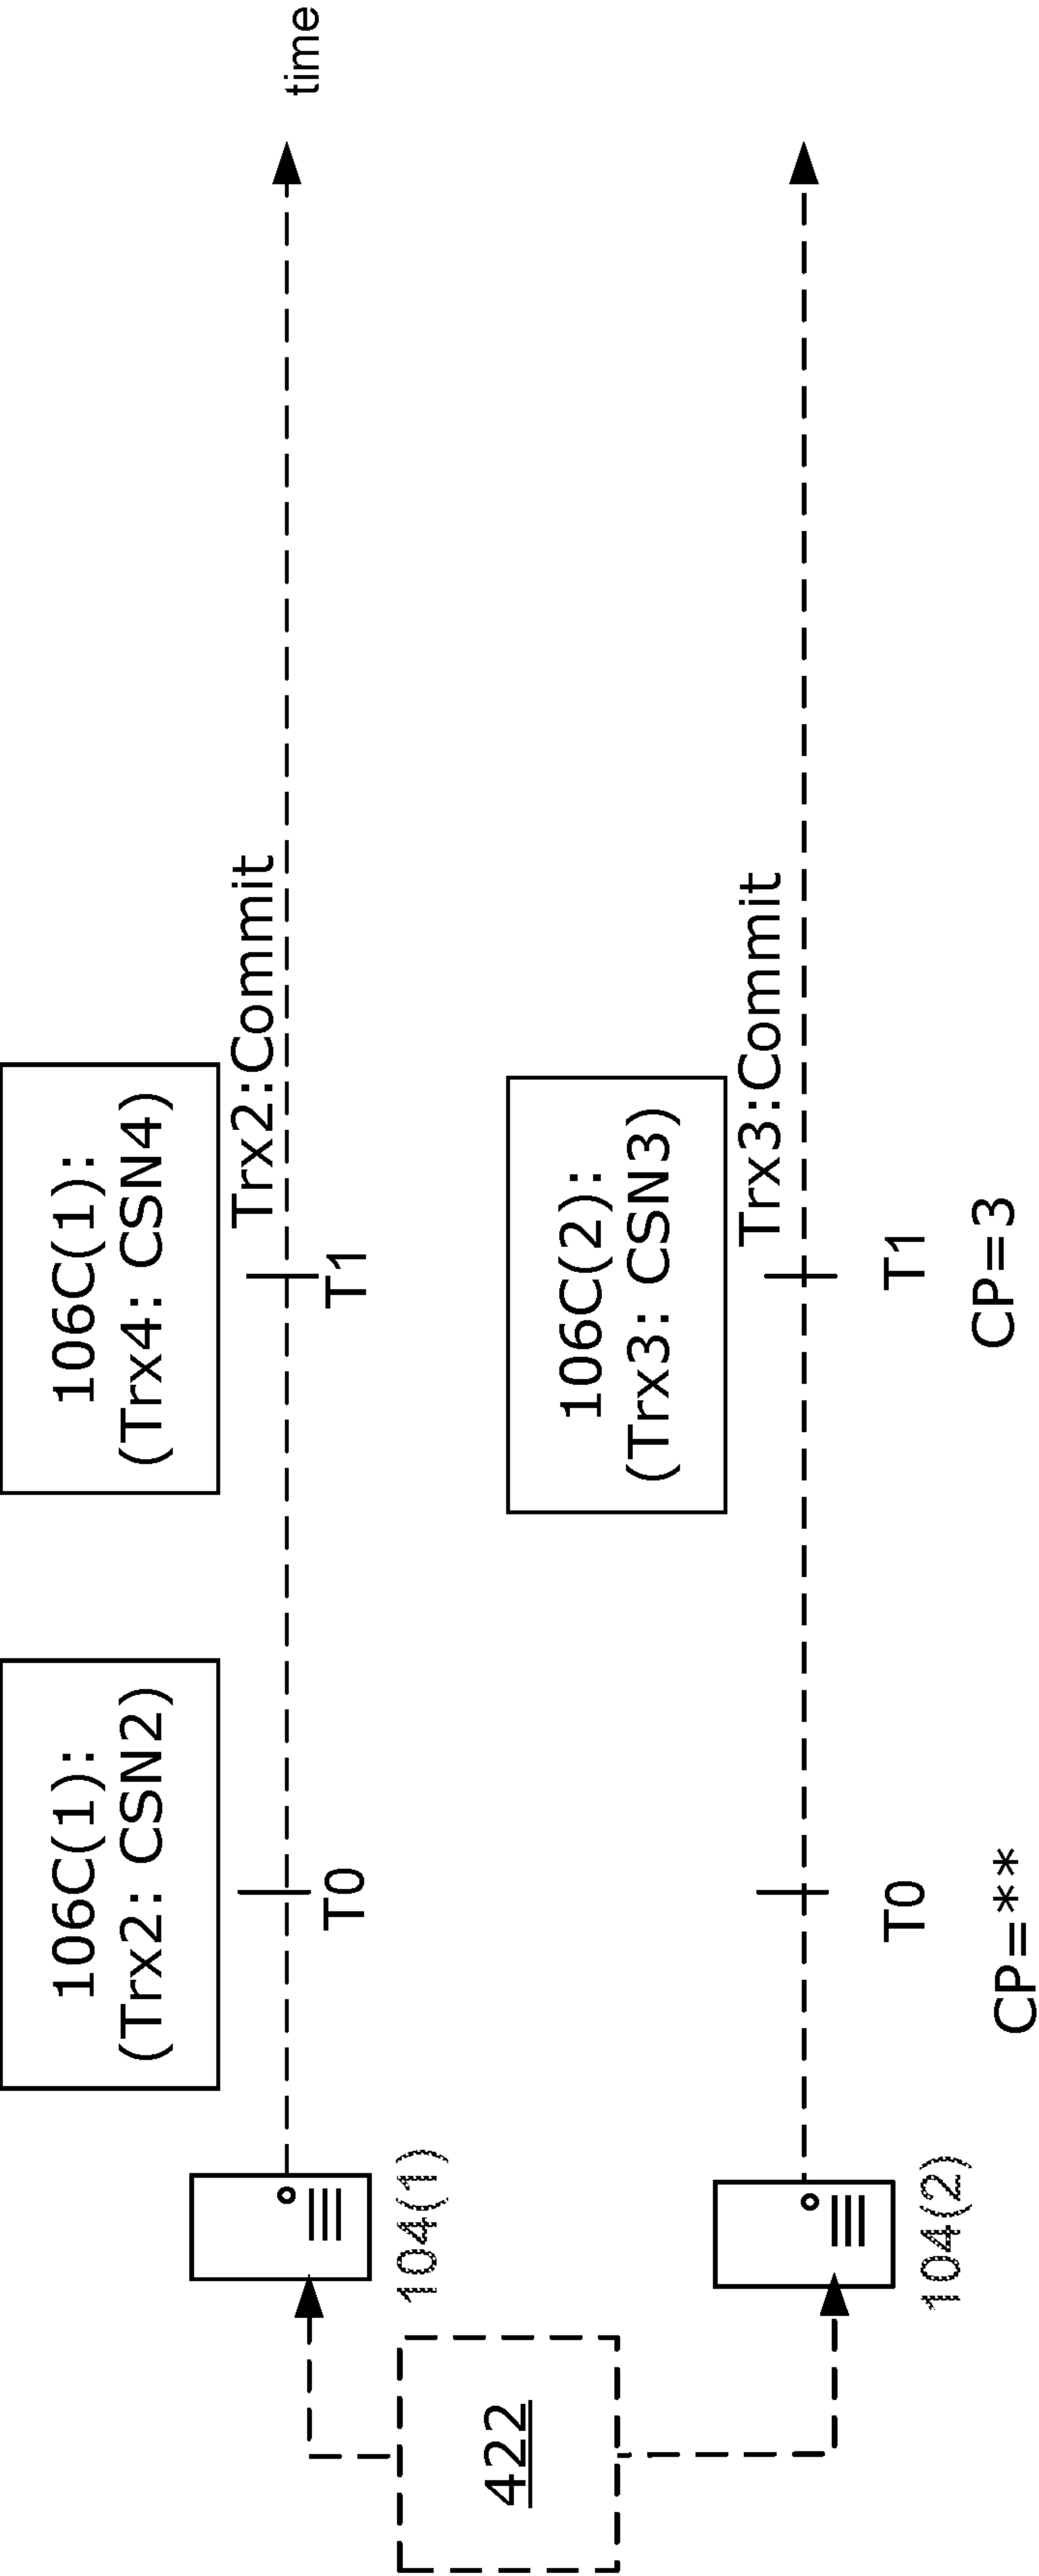 time
106C(1):
(Trx2: CSN2)
106C(1):
(Trx4: CSN4)
Trx2:Commit
T0
T1
104(1)
422
106C(2):
(Trx3: CSN3)
Trx3:Commit
104(2)
T0
T1
CP=**
CP=3